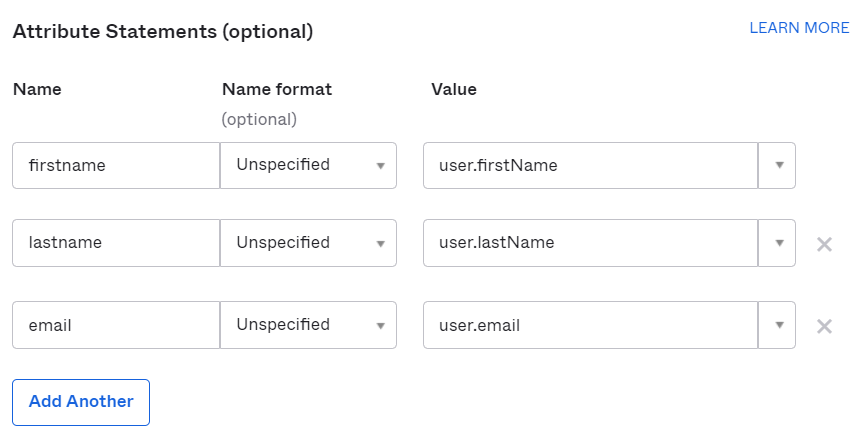 Attribute Statements (optional) LEARN MORE
Name Name format Value
(optional)
firstname Unspecified user.firstName
lastname Unspecified user.lastName
email Unspecified user.email
Add Another